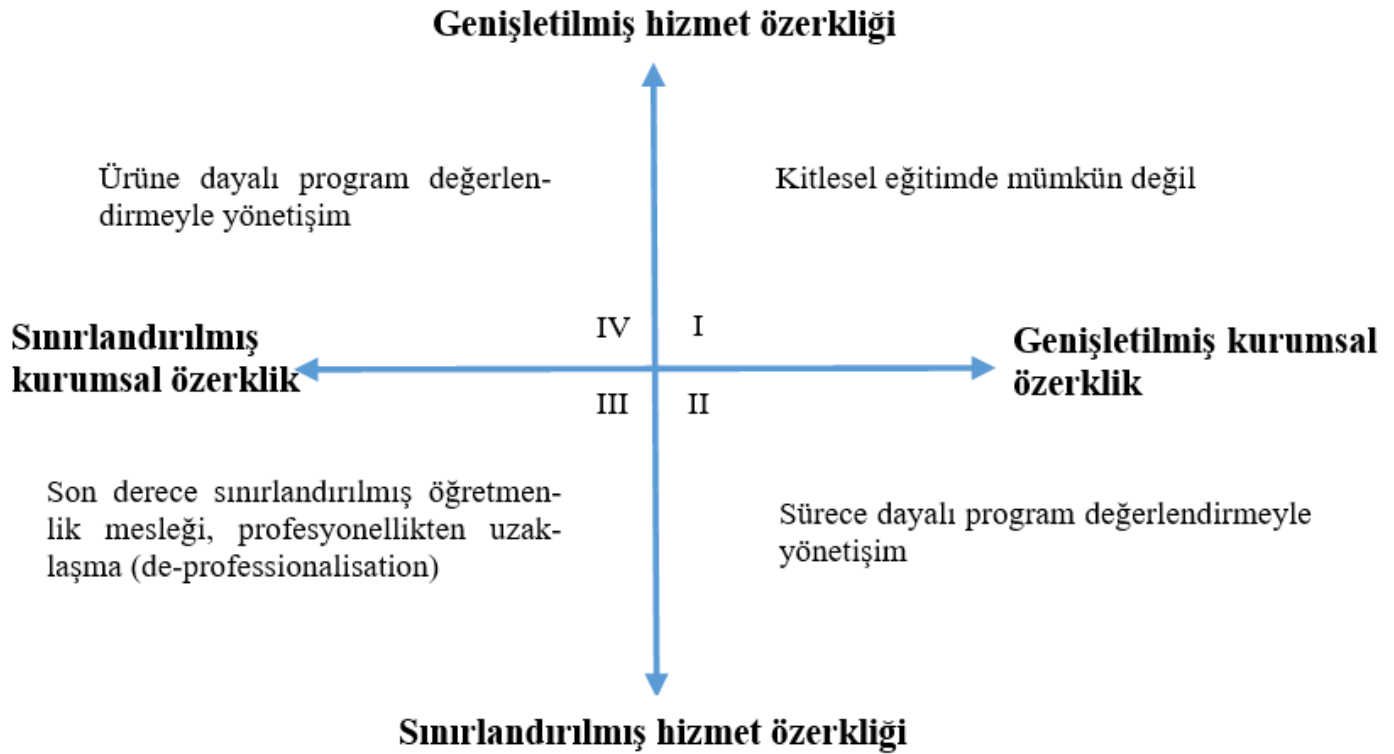 Genişletilmiş hizmet özerkliği
Ürüne dayalı program değerlen-
dirmeyle yönetişim
Kitlesel eğitimde mümkün değil
IV
I
Sınırlandırılmış
kurumsal özerklik
Genişletilmiş kurumsal
özerklik
III
II
Son derece sınırlandırılmış öğretmen-
lik mesleği, profesyonellikten uzak-
laşma (de-professionalisation)
Sürece dayalı program değerlendirmeyle
yönetişim
Sınırlandırılmış hizmet özerkliği